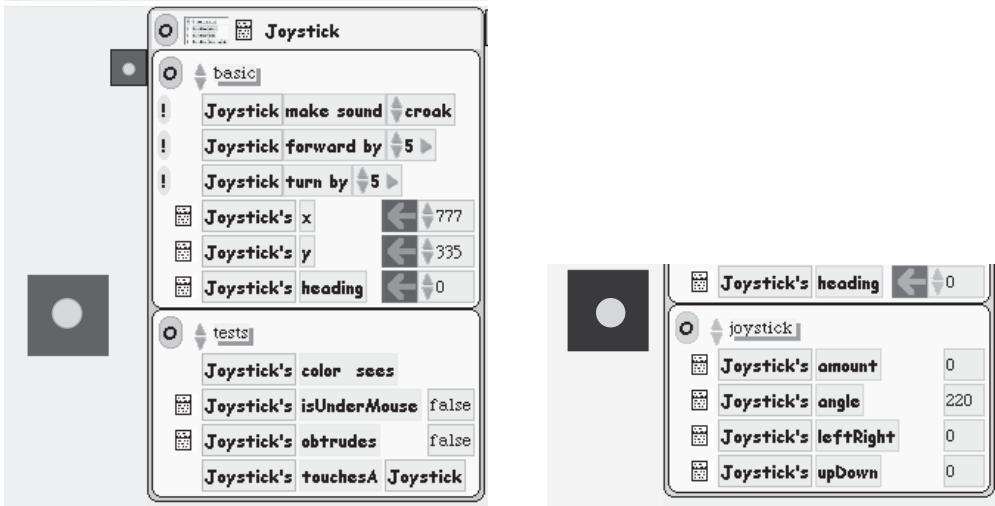 Joystick
basic
! Joystick make sound croak
! Joystick forward by 5
! Joystick turn by 5
Joystick's x 777
Joystick's y 335
Joystick's heading 0
tests
Joystick's color sees
Joystick's isUnderMouse false
Joystick's obtrudes false
Joystick's touchesA Joystick
Joystick's heading 0
joystick
Joystick's amount 0
Joystick's angle 220
Joystick's leftRight 0
Joystick's upDown 0